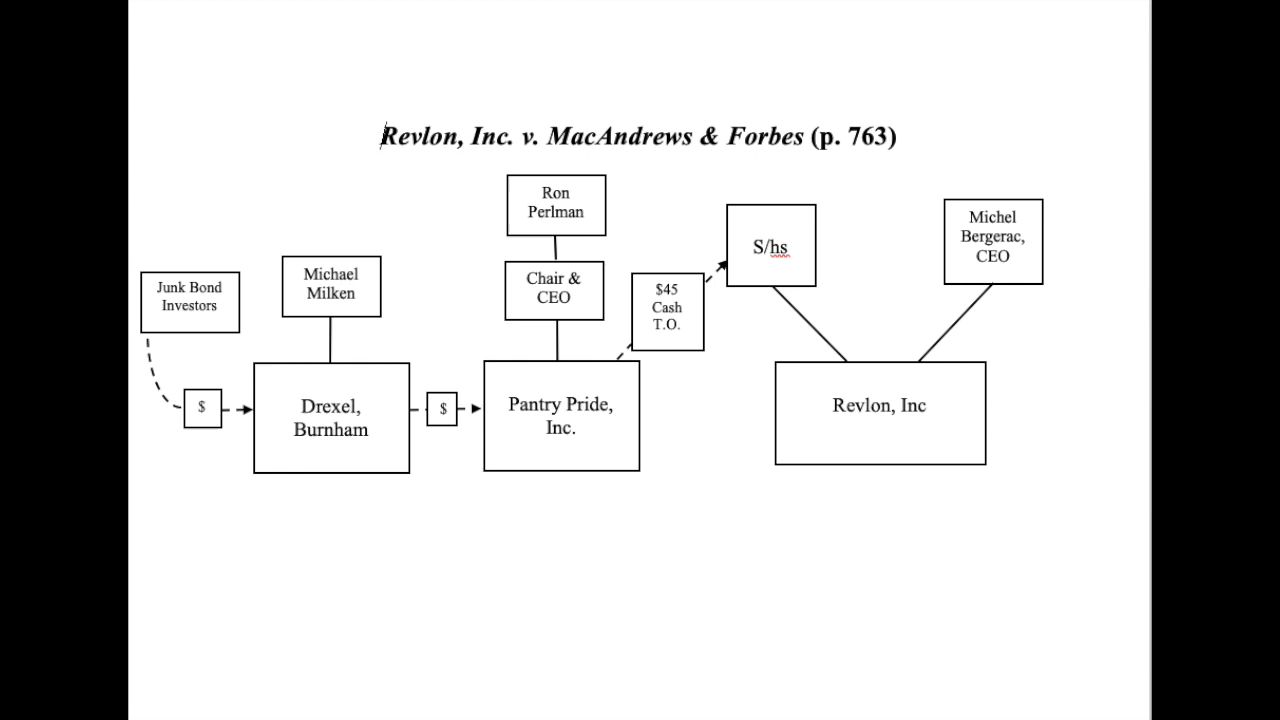 Revlon, Inc. v. MacAndrews & Forbes (p. 763)
Ron
Perlman
S/hs
Michel
Bergerac,
CEO
Michael
Milken
Chair &
CEO
Junk Bond
Investors
$45
Cash
T.O.
$
Drexel,
Burnham
$
Pantry Pride,
Inc.
Revlon, Inc